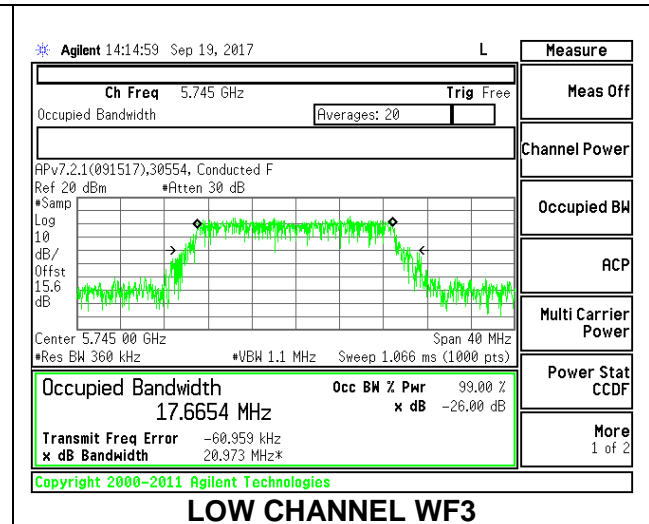 Agilent 14:14:59 Sep 19, 2017 L
Measure
Ch Freq 5.745 GHz Trig Free
Meas Off
Occupied Bandwidth Averages: 20
Channel Power
APv7.2.1(091517),30554, Conducted F
Ref 20 dBm #Atten 30 dB
#Samp
Log
10
dB/
Offst
15.6
dB
Occupied BW
ACP
Multi Carrier
Power
Center 5.745 00 GHz Span 40 MHz
#Res BW 360 kHz #VBW 1.1 MHz Sweep 1.066 ms (1000 pts)
Power Stat
CCDF
Occupied Bandwidth Occ BW % Pwr 99.00 %
17.6654 MHz x dB -26.00 dB
Transmit Freq Error -60.959 kHz
x dB Bandwidth 20.973 MHz*
More
1 of 2
Copyright 2000-2011 Agilent Technologies
LOW CHANNEL WF3